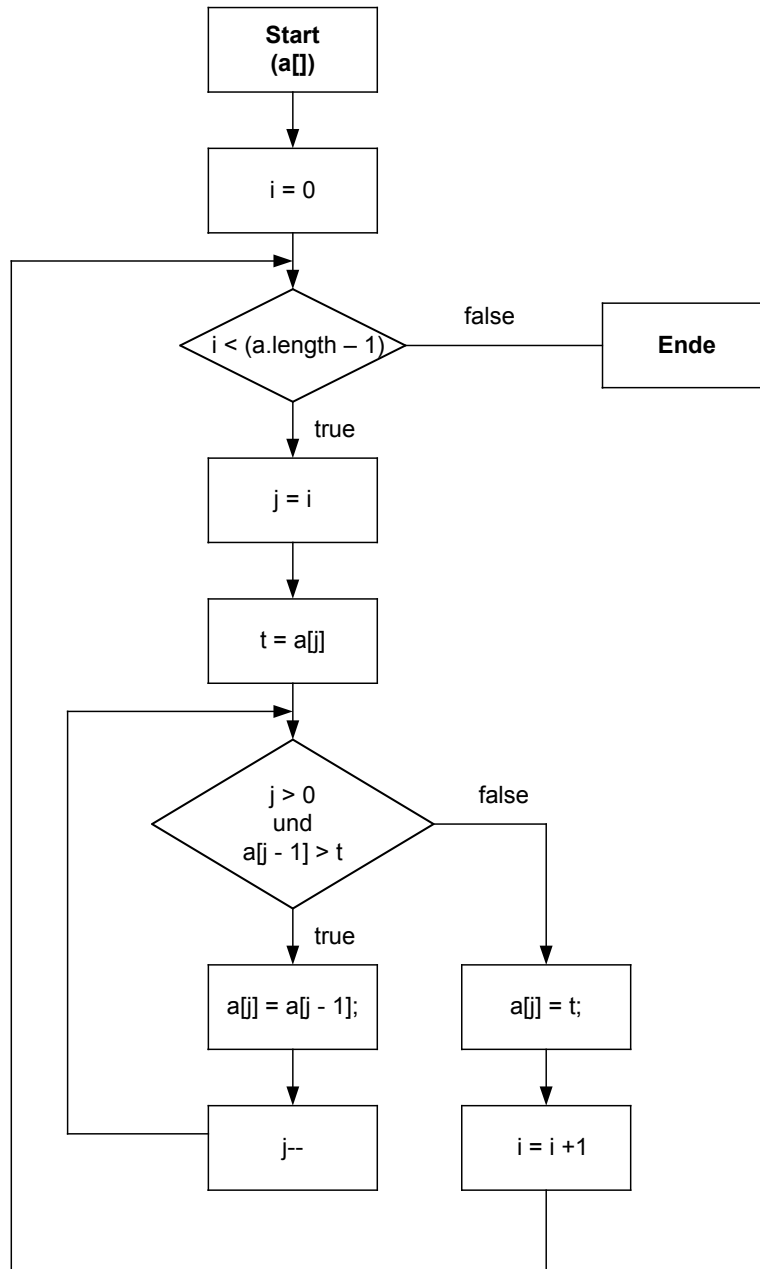 Start
(a[])
i = 0
i < (a.length – 1)
false
Ende
true
j = i
t = a[j]
j > 0
und
a[j - 1] > t
false
true
a[j] = a[j - 1];
a[j] = t;
j--
i = i +1